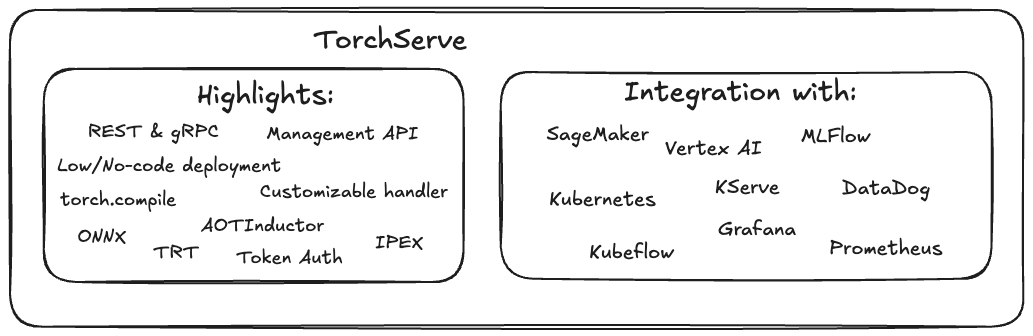 TorchServe
Highlights:
REST & gRPC
Management API
Low/No-code deployment
torch.compile
Customizable handler
AOTInductor
ONNX
TRT
Token Auth
IPEX
Integration with:
SageMaker
Vertex AI
MLFlow
Kubernetes
KServe
DataDog
Grafana
Kubeflow
Prometheus